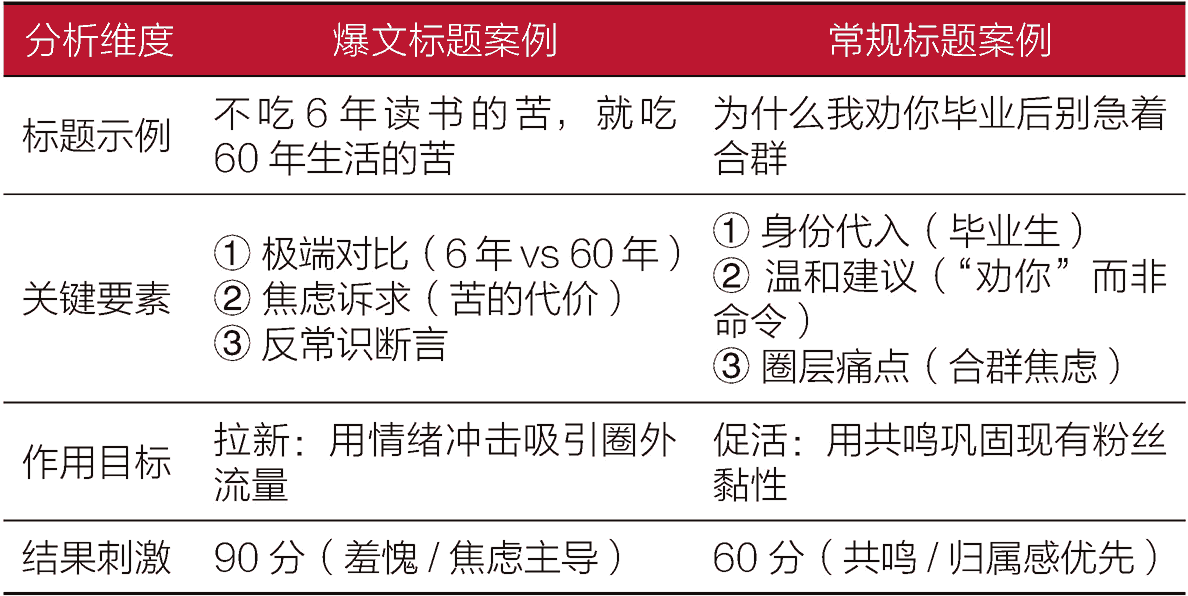 分析维度 爆文标题案例 常规标题案例
标题示例
不吃 6 年读书的苦，就吃
60 年生活的苦
为什么我劝你毕业后别急着
合群
关键要素
① 极端对比（6 年 vs 60 年）
② 焦虑诉求（苦的代价）
③ 反常识断言
① 身份代入（毕业生）
② 温和建议（“劝你”而非
命令）
③ 圈层痛点（合群焦虑）
作用目标
拉新：用情绪冲击吸引圈外
流量
促活：用共鸣巩固现有粉丝
黏性
结果刺激 90 分（羞愧 / 焦虑主导） 60 分（共鸣 / 归属感优先）